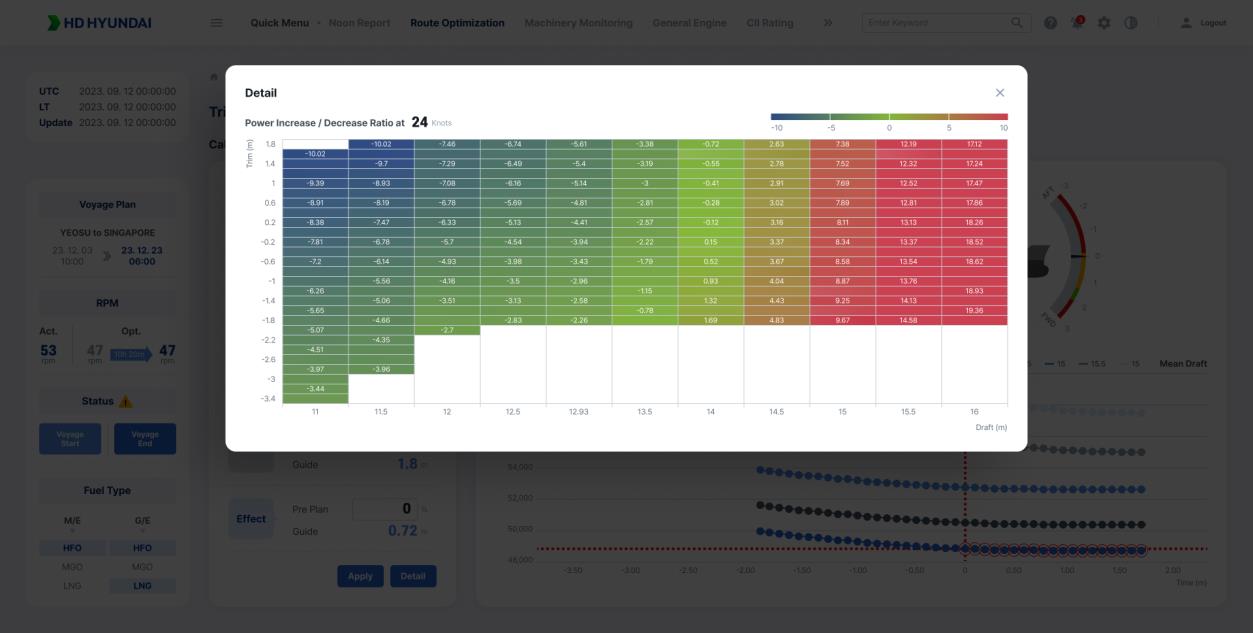 HD HYUNDAI
Quick Menu
Noon Report
Route Optimization
Machinery Monitoring
General Engine
CII Rating
Enter Keyword
Logout
UTC 2023. 09. 12 00:00:00
LT 2023. 09. 12 00:00:00
Update 2023. 09. 12 00:00:00
Voyage Plan
YEOSU to SINGAPORE
23. 12. 03 23. 12. 23
10:00 06:00
RPM
Act. Opt.
53 47 10h 20m 47
rpm rpm rpm
Status
Voyage Start
Voyage End
Fuel Type
M/E G/E
HFO HFO
MGO MGO
LNG LNG
Detail
Power Increase / Decrease Ratio at 24 Knots
-10 -5 0 5 10
Trim (m)
1.8 -10.02 -7.46 -6.74 -5.61 -3.38 -0.72 2.63 7.38 12.19 17.12
-10.02
1.4 -9.7 -7.29 -6.49 -5.4 -3.19 -0.55 2.78 7.52 12.32 17.24
1 -9.39 -8.93 -7.08 -6.16 -5.14 -3 -0.41 2.91 7.69 12.52 17.47
0.6 -8.91 -8.19 -6.78 -5.69 -4.81 -2.81 -0.28 3.02 7.89 12.81 17.86
0.2 -8.38 -7.47 -6.33 -5.13 -4.41 -2.57 -0.12 3.16 8.11 13.13 18.26
-0.2 -7.81 -6.78 -5.7 -4.54 -3.94 -2.22 0.15 3.37 8.34 13.37 18.52
-0.6 -7.2 -6.14 -4.93 -3.98 -3.43 -1.79 0.52 3.67 8.58 13.54 18.62
-1 -5.56 -4.16 -3.5 -2.96 0.93 4.04 8.87 13.76
-6.26 -1.15 18.93
-1.4 -5.06 -3.51 -3.13 -2.58 1.32 4.43 9.25 14.13
-5.65 -0.78 19.36
-1.8 -4.66 -2.83 -2.26 1.69 4.83 9.67 14.58
-5.07 -2.7
-2.2 -4.35
-4.51
-2.6
-3.97 -3.96
-3
-3.44
-3.4
11 11.5 12 12.5 12.93 13.5 14 14.5 15 15.5 16
Draft (m)
Guide 1.8 m
Effect
Pre Plan 0 %
Guide 0.72
Apply
Detail
AFT
-3
-2
-1
0
1
2
3
FWD
15 15.5 15 Mean Draft
54,000
52,000
50,000
48,000
-3.50 -3.00 -2.50 -2.00 -1.50 -1.00 -0.50 0 0.50 1.00 1.50 2.00
Time (m)